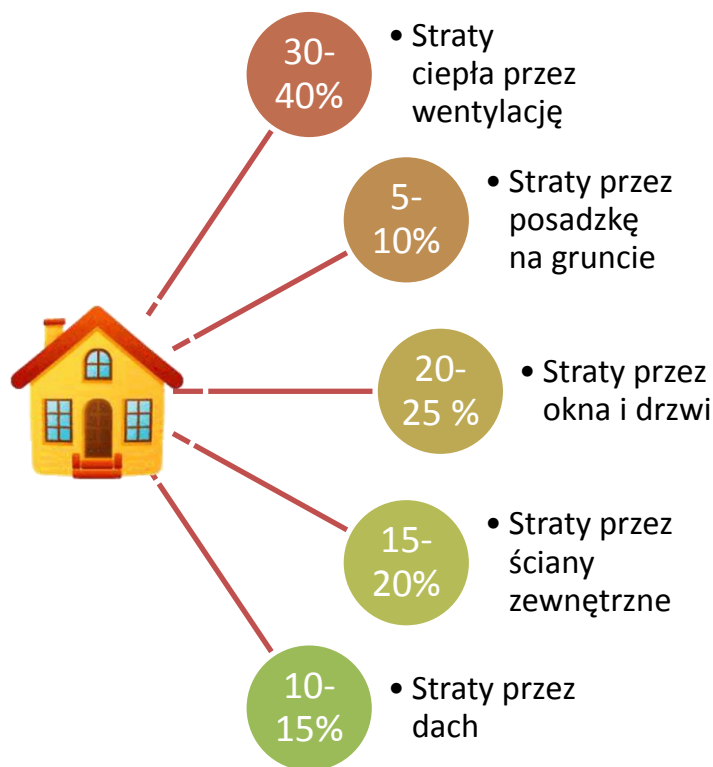 30-
40%
• Straty
ciepła przez
wentylację
5-
10%
• Straty przez
posadzkę
na gruncie
20-
25 %
• Straty przez
okna i drzwi
15-
20%
• Straty przez
ściany
zewnętrzne
10-
15%
• Straty przez
dach